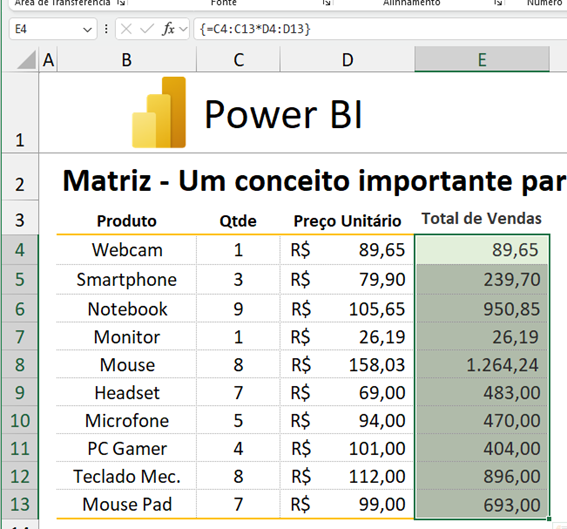 Área de Transferência Fonte Alinhamento Número
E4 fx {=C4:C13*D4:D13}
A B C D E
1 Power BI
2 Matriz - Um conceito importante par
3 Produto Qtde Preço Unitário Total de Vendas
4 Webcam 1 R$ 89,65 89,65
5 Smartphone 3 R$ 79,90 239,70
6 Notebook 9 R$ 105,65 950,85
7 Monitor 1 R$ 26,19 26,19
8 Mouse 8 R$ 158,03 1.264,24
9 Headset 7 R$ 69,00 483,00
10 Microfone 5 R$ 94,00 470,00
11 PC Gamer 4 R$ 101,00 404,00
12 Teclado Mec. 8 R$ 112,00 896,00
13 Mouse Pad 7 R$ 99,00 693,00